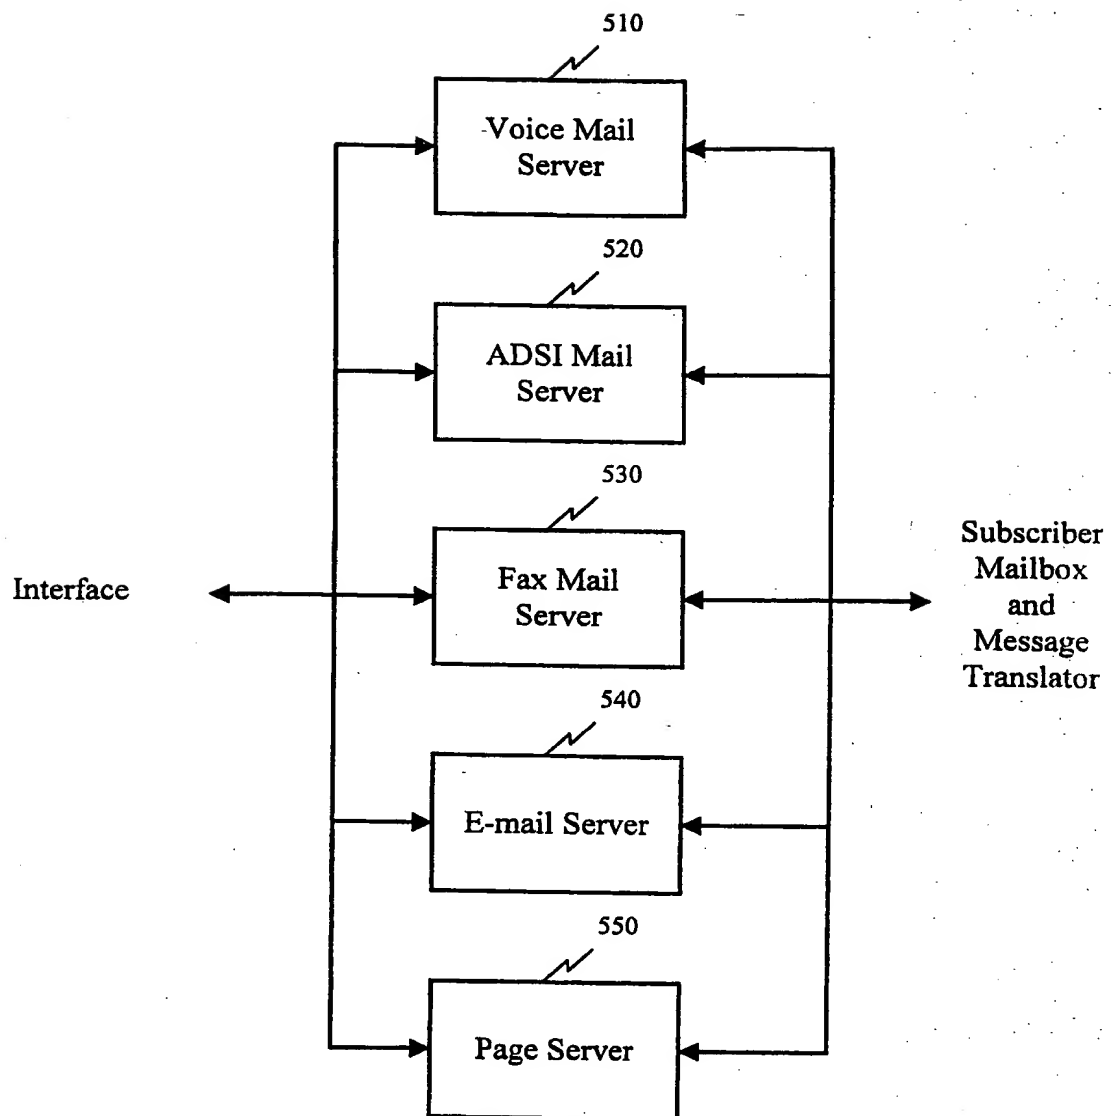 510
Voice Mail
Server
520
ADSI Mail
Server
530
Fax Mail
Server
Interface
Subscriber
Mailbox
and
Message
Translator
540
E-mail Server
550
Page Server